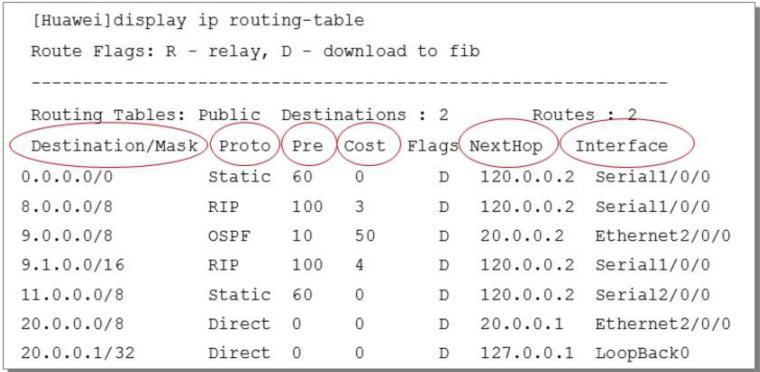 [Huawei]display ip routing-table
Route Flags: R - relay, D - download to fib
----------------------------------------------------------------
Routing Tables: Public Destinations : 2 Routes : 2
Destination/Mask Proto Pre Cost Flags NextHop Interface
0.0.0.0/0 Static 60 0 D 120.0.0.2 Serial1/0/0
8.0.0.0/8 RIP 100 3 D 120.0.0.2 Serial1/0/0
9.0.0.0/8 OSPF 10 50 D 20.0.0.2 Ethernet2/0/0
9.1.0.0/16 RIP 100 4 D 120.0.0.2 Serial1/0/0
11.0.0.0/8 Static 60 0 D 120.0.0.2 Serial2/0/0
20.0.0.0/8 Direct 0 0 D 20.0.0.1 Ethernet2/0/0
20.0.0.1/32 Direct 0 0 D 127.0.0.1 LoopBack0